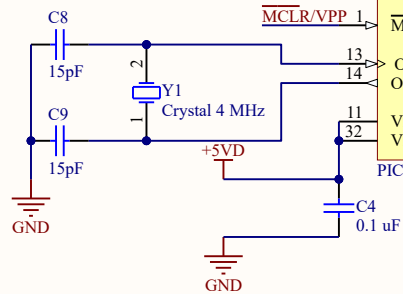 C8
15pF
MCLR/VPP
1
M
2
Y1
Crystal 4 MHz
1
13
O
14
O
C9
15pF
+5VD
11
V
32
V
PIC
GND
C4
0.1 uF
GND